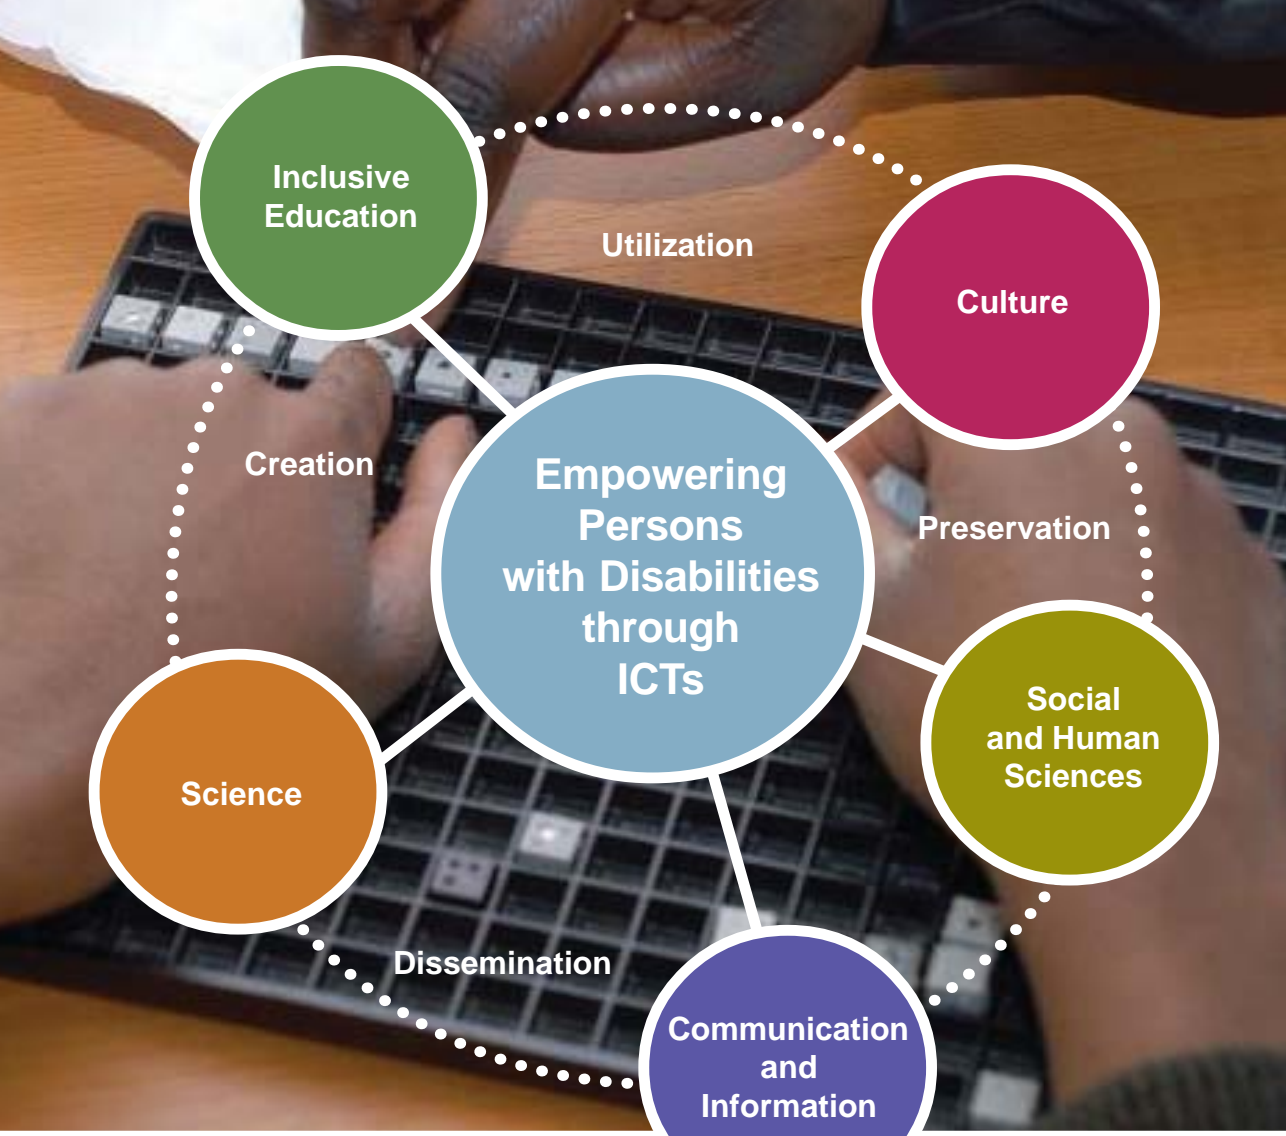 Inclusive
Education
Utilization
Culture
Creation
Empowering
Persons
with Disabilities
through
ICTs
Preservation
Social
and Human
Sciences
Science
Dissemination
Communication
and
Information